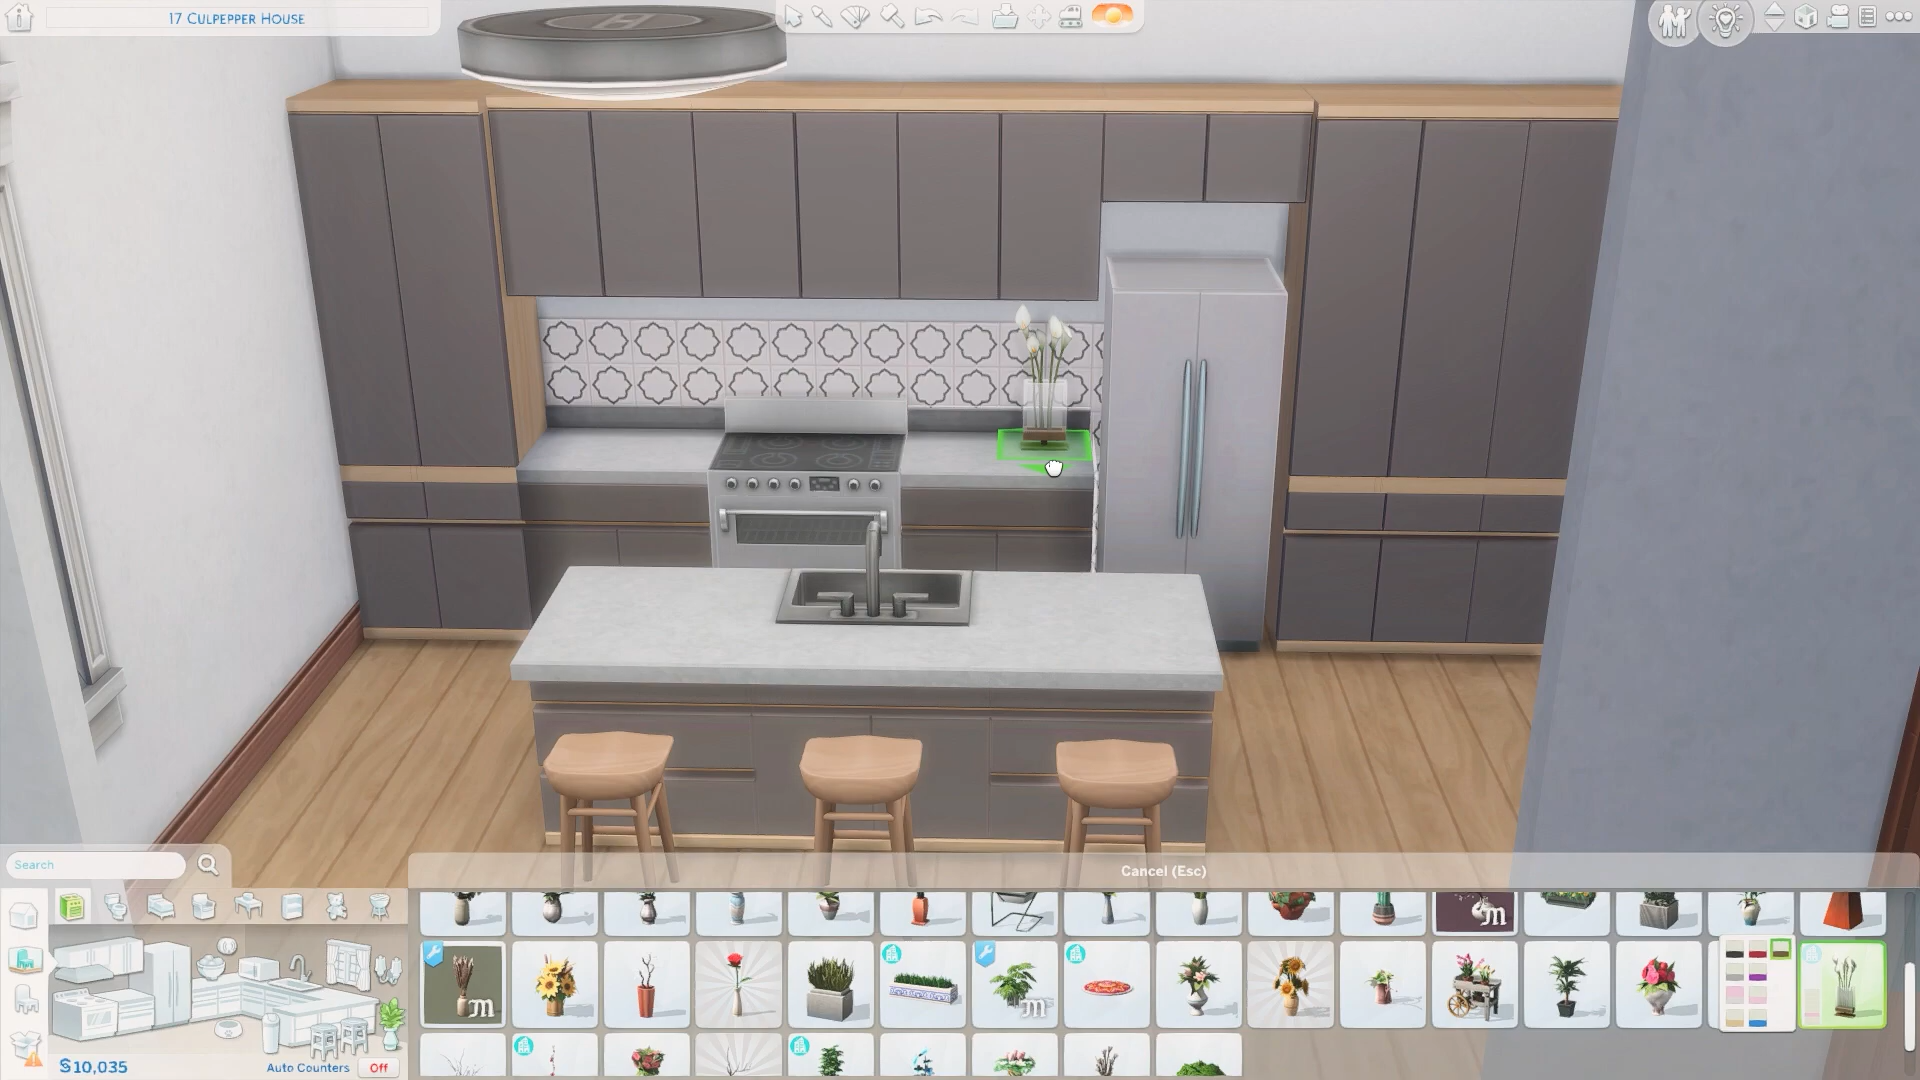 17 CULPEPPER HOUSE
H
Cancel (Esc)
Search
m
m
m
§10,035
Auto Counters Off